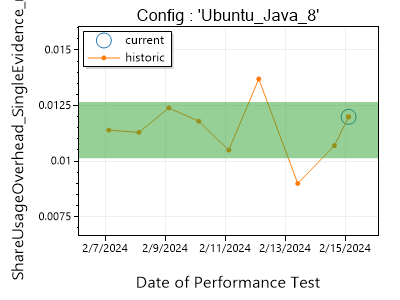 Config : 'Ubuntu_Java_8'
current
historic
0.015
0.0125
0.01
0.0075
ShareUsageOverhead_SingleEvidence_
2/7/2024
2/9/2024
2/11/2024
2/13/2024
2/15/2024
Date of Performance Test